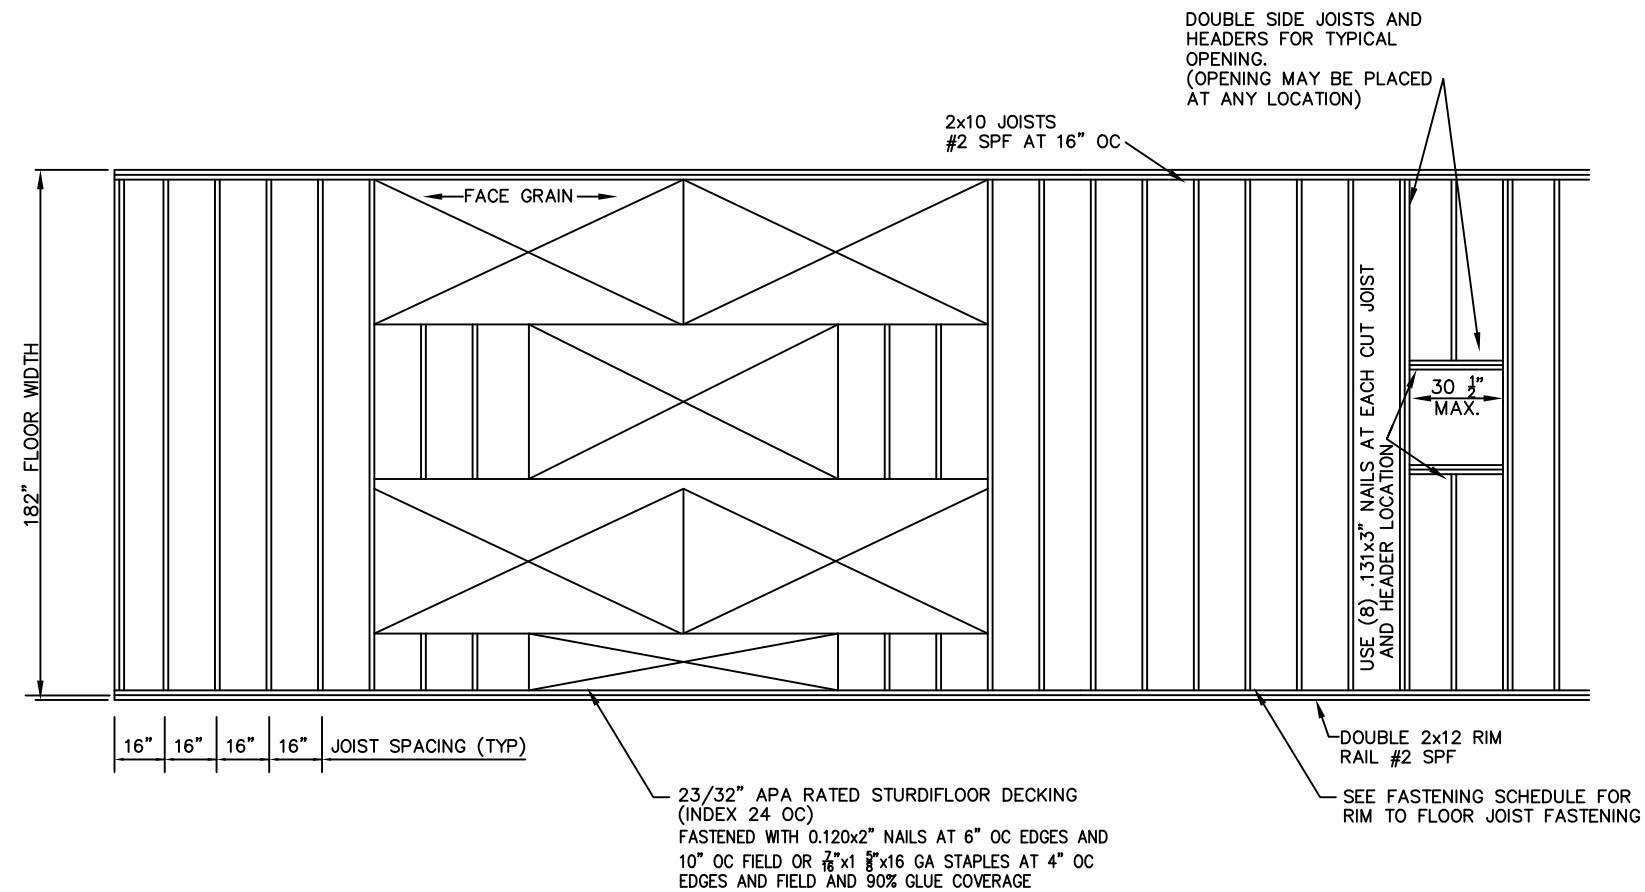 DOUBLE SIDE JOISTS AND
HEADERS FOR TYPICAL
OPENING.
(OPENING MAY BE PLACED
AT ANY LOCATION)
2x10 JOISTS
#2 SPF AT 16" OC
FACE GRAIN
182" FLOOR WIDTH
USE (8) .131x3" NAILS AT EACH CUT JOIST
AND HEADER LOCATION
30 1/2"
MAX.
16" 16" 16" 16" JOIST SPACING (TYP)
DOUBLE 2x12 RIM
RAIL #2 SPF
23/32" APA RATED STURDIFLOOR DECKING
(INDEX 24 OC)
FASTENED WITH 0.120x2" NAILS AT 6" OC EDGES AND
10" OC FIELD OR 7/16"x1 5/8"x16 GA STAPLES AT 4" OC
EDGES AND FIELD AND 90% GLUE COVERAGE
SEE FASTENING SCHEDULE FOR
RIM TO FLOOR JOIST FASTENING